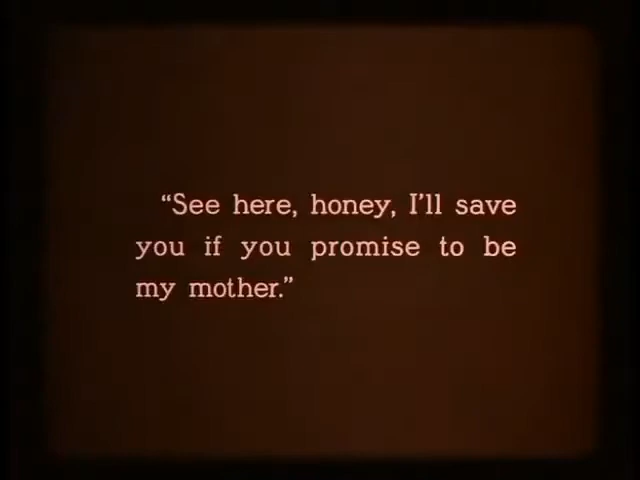 “See here, honey, I’ll save
you if you promise to be
my mother.”